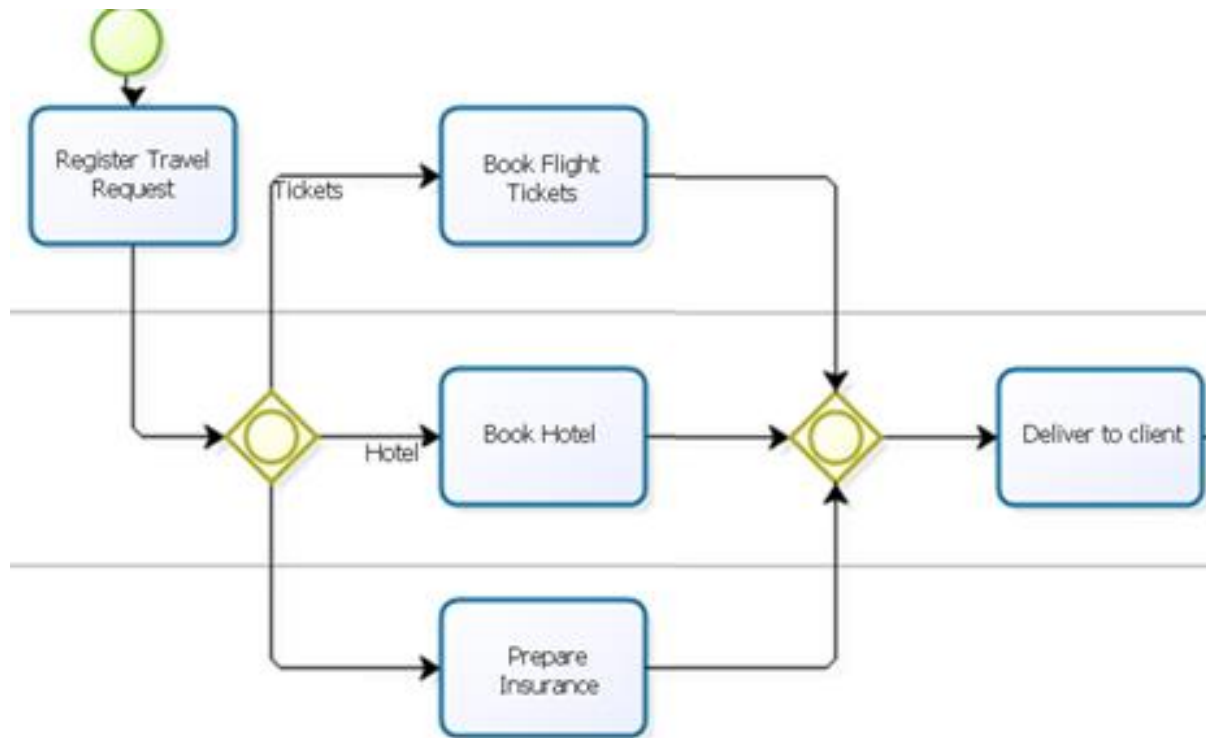 Register Travel
Request
Tickets
Book Flight
Tickets
Hotel
Book Hotel
Deliver to client
Prepare
Insurance